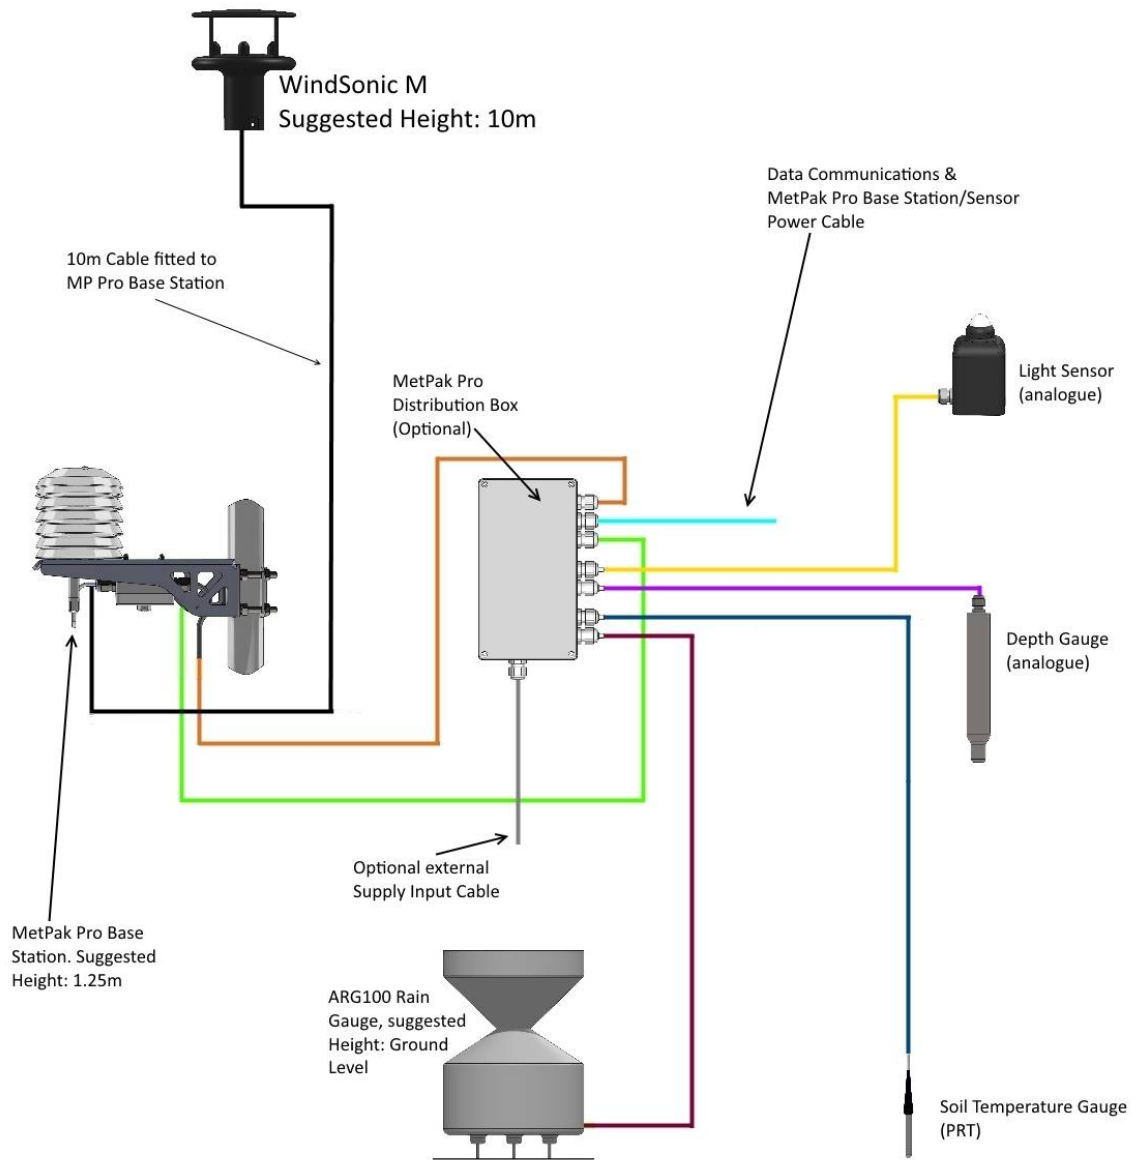 WindSonic M
Suggested Height: 10m
Data Communications &
MetPak Pro Base Station/Sensor
Power Cable
10m Cable fitted to
MP Pro Base Station
MetPak Pro
Distribution Box
(Optional)
Light Sensor
(analogue)
Depth Gauge
(analogue)
Optional external
Supply Input Cable
MetPak Pro Base
Station. Suggested
Height: 1.25m
ARG100 Rain
Gauge, suggested
Height: Ground
Level
Soil Temperature Gauge
(PRT)